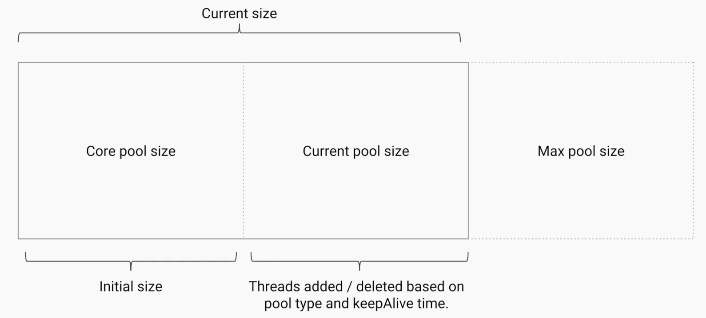 Current size
Core pool size
Current pool size
Max pool size
Initial size
Threads added / deleted based on
pool type and keepAlive time.